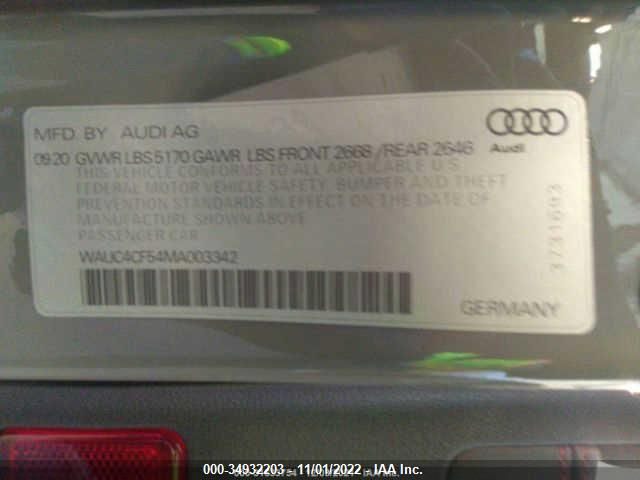 MFD. BY AUDI AG
Audi
09.20 GVWR LBS 5170 GAWR LBS FRONT 2668 /REAR 2646
THIS VEHICLE CONFORMS TO ALL APPLICABLE U.S.
FEDERAL MOTOR VEHICLE SAFETY, BUMPER AND THEFT
PREVENTION STANDARDS IN EFFECT ON THE DATE OF
MANUFACTURE SHOWN ABOVE
PASSENGER CAR
WAUC4CF54MA003342
3731693
GERMANY
000-34932203 - 11/01/2022 - IAA Inc.